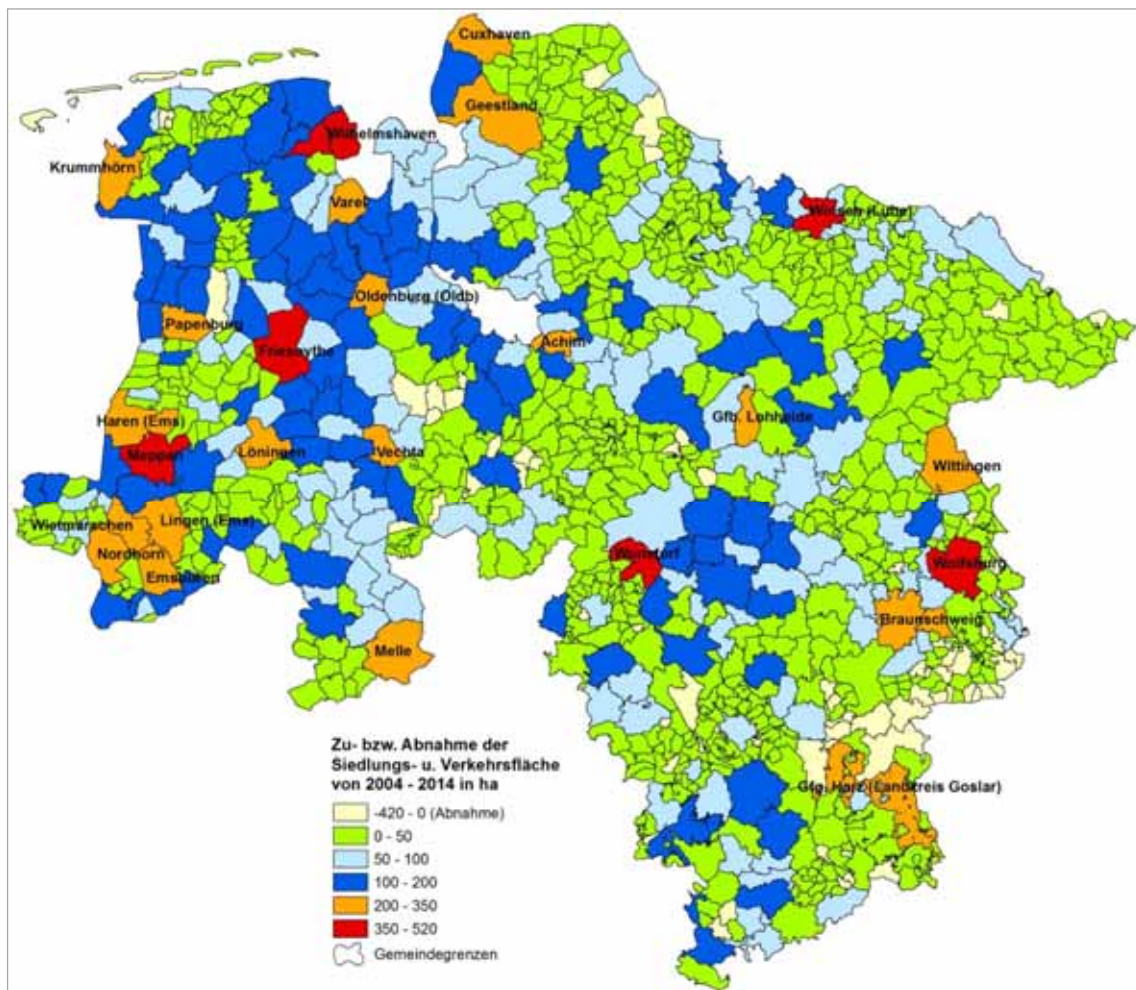 Cuxhaven
Geestland
Wilhelmshaven
Krummhörn
Varel
Winsen (Luhe)
Oldenburg (Oldb)
Papenburg
Friesoythe
Achim
Haren (Ems)
Gfb. Lohheide
Meppen
Löningen
Vechta
Wittingen
Wietmarschen
Lingen (Ems)
Nordhorn
Wunstorf
Wolfsburg
Emsbüren
Braunschweig
Melle
Zu- bzw. Abnahme der
Siedlungs- u. Verkehrsfläche
von 2004 - 2014 in ha
-420 - 0 (Abnahme)
0 - 50
50 - 100
100 - 200
200 - 350
350 - 520
Gemeindegrenzen
Gfg. Harz (Landkreis Goslar)